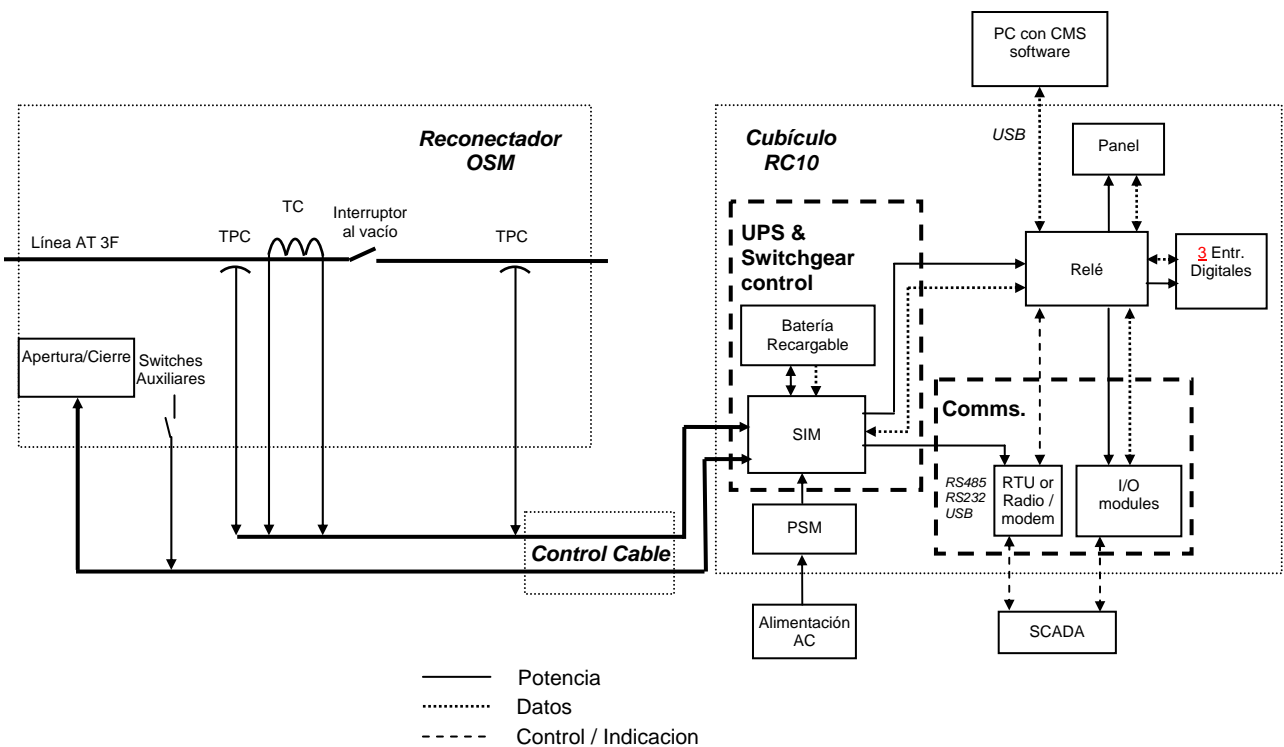 PC con CMS
software
Reconectador
OSM
Cubículo
RC10
USB
Panel
TC
Interruptor
al vacío
Línea AT 3F
TPC
TPC
UPS &
Switchgear
control
Relé
3 Entr.
Digitales
Batería
Recargable
Apertura/Cierre
Switches
Auxiliares
Comms.
SIM
RS485
RS232
USB
RTU or
Radio /
modem
I/O
modules
PSM
Control Cable
Alimentación
AC
SCADA
Potencia
Datos
Control / Indicacion